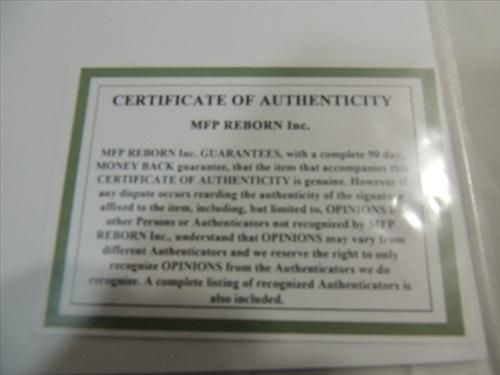 CERTIFICATE OF AUTHENTICITY
MFP REBORN Inc.
MFP REBORN Inc. GUARANTEES, with a complete 90 day,
MONEY BACK guarantee, that the item that accompanies this
CERTIFICATE OF AUTHENTICITY is genuine. However if
any dispute occurs rearding the authenticity of the signature
affixed to the item, including, but limited to, OPINIONS
other Persons or Authenticators not recognized by MFP
REBORN Inc., understand that OPINIONS may vary from
different Authenticators and we reserve the right to only
recognize OPINIONS from the Authenticators we do
recognize. A complete listing of recognized Authenticators is
also included.